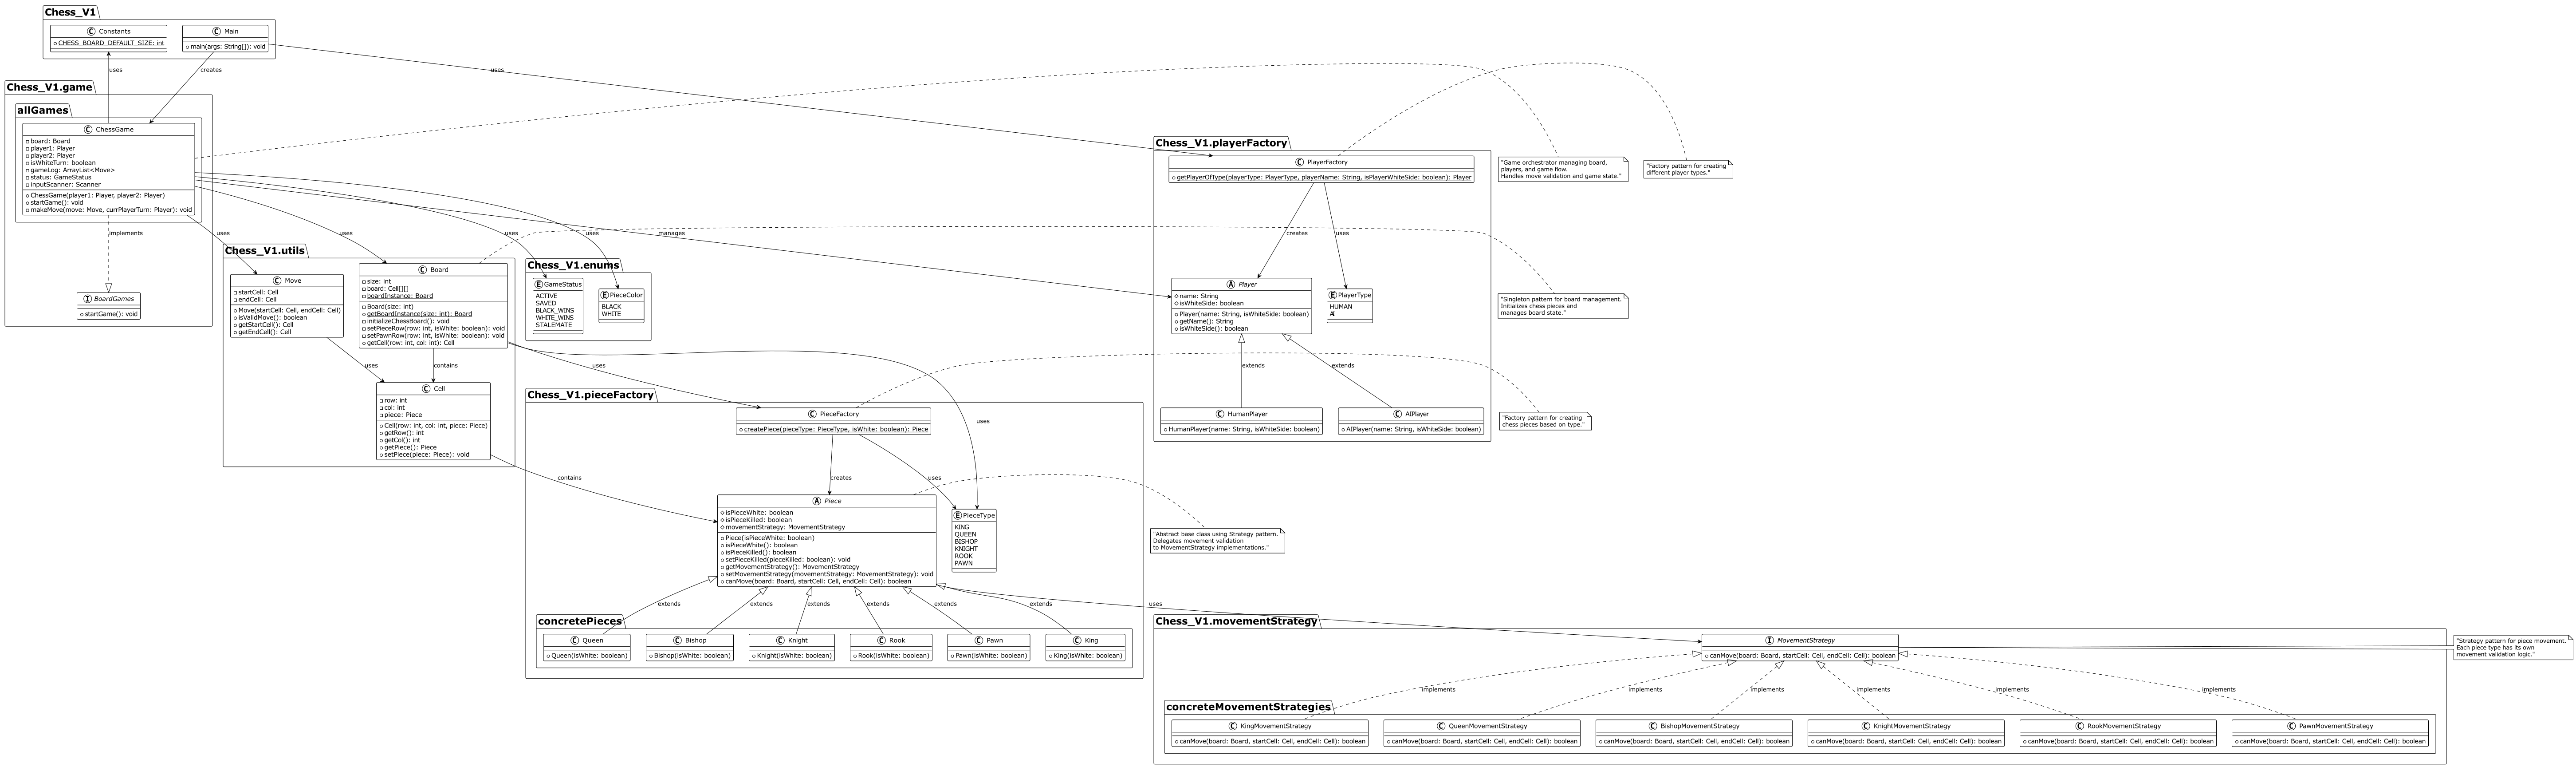 Chess_V1
Constants
CHESS_BOARD_DEFAULT_SIZE: int
Main
main(args: String[]): void
uses
creates
uses
Chess_V1.game
allGames
ChessGame
board: Board
player1: Player
player2: Player
isWhiteTurn: boolean
gameLog: ArrayList<Move>
status: GameStatus
inputScanner: Scanner
ChessGame(player1: Player, player2: Player)
startGame(): void
makeMove(move: Move, currPlayerTurn: Player): void
implements
BoardGames
startGame(): void
uses
uses
uses
uses
manages
Chess_V1.utils
Move
startCell: Cell
endCell: Cell
Move(startCell: Cell, endCell: Cell)
isValidMove(): boolean
getStartCell(): Cell
getEndCell(): Cell
Board
size: int
board: Cell[][]
boardInstance: Board
Board(size: int)
getBoardInstance(size: int): Board
initializeChessBoard(): void
setPieceRow(row: int, isWhite: boolean): void
setPawnRow(row: int, isWhite: boolean): void
getCell(row: int, col: int): Cell
uses
contains
Cell
row: int
col: int
piece: Piece
Cell(row: int, col: int, piece: Piece)
getRow(): int
getCol(): int
getPiece(): Piece
setPiece(piece: Piece): void
contains
Chess_V1.enums
GameStatus
ACTIVE
SAVED
BLACK_WINS
WHITE_WINS
STALEMATE
PieceColor
BLACK
WHITE
uses
uses
Chess_V1.playerFactory
PlayerFactory
getPlayerOfType(playerType: PlayerType, playerName: String, isPlayerWhiteSide: boolean): Player
creates
uses
Player
name: String
isWhiteSide: boolean
Player(name: String, isWhiteSide: boolean)
getName(): String
isWhiteSide(): boolean
PlayerType
HUMAN
AI
extends
extends
HumanPlayer
HumanPlayer(name: String, isWhiteSide: boolean)
AIPlayer
AIPlayer(name: String, isWhiteSide: boolean)
"Game orchestrator managing board,
players, and game flow.
Handles move validation and game state."
"Factory pattern for creating
different player types."
"Singleton pattern for board management.
Initializes chess pieces and
manages board state."
"Factory pattern for creating
chess pieces based on type."
Chess_V1.pieceFactory
PieceFactory
createPiece(pieceType: PieceType, isWhite: boolean): Piece
creates
uses
Piece
isPieceWhite: boolean
isPieceKilled: boolean
movementStrategy: MovementStrategy
Piece(isPieceWhite: boolean)
isPieceWhite(): boolean
isPieceKilled(): boolean
setPieceKilled(pieceKilled: boolean): void
getMovementStrategy(): MovementStrategy
setMovementStrategy(movementStrategy: MovementStrategy): void
canMove(board: Board, startCell: Cell, endCell: Cell): boolean
PieceType
KING
QUEEN
BISHOP
KNIGHT
ROOK
PAWN
"Abstract base class using Strategy pattern.
Delegates movement validation
to MovementStrategy implementations."
extends
extends
extends
extends
extends
extends
uses
concretePieces
Queen
Queen(isWhite: boolean)
Bishop
Bishop(isWhite: boolean)
Knight
Knight(isWhite: boolean)
Rook
Rook(isWhite: boolean)
Pawn
Pawn(isWhite: boolean)
King
King(isWhite: boolean)
Chess_V1.movementStrategy
MovementStrategy
canMove(board: Board, startCell: Cell, endCell: Cell): boolean
"Strategy pattern for piece movement.
Each piece type has its own
movement validation logic."
implements
implements
implements
implements
implements
implements
concreteMovementStrategies
KingMovementStrategy
canMove(board: Board, startCell: Cell, endCell: Cell): boolean
QueenMovementStrategy
canMove(board: Board, startCell: Cell, endCell: Cell): boolean
BishopMovementStrategy
canMove(board: Board, startCell: Cell, endCell: Cell): boolean
KnightMovementStrategy
canMove(board: Board, startCell: Cell, endCell: Cell): boolean
RookMovementStrategy
canMove(board: Board, startCell: Cell, endCell: Cell): boolean
PawnMovementStrategy
canMove(board: Board, startCell: Cell, endCell: Cell): boolean